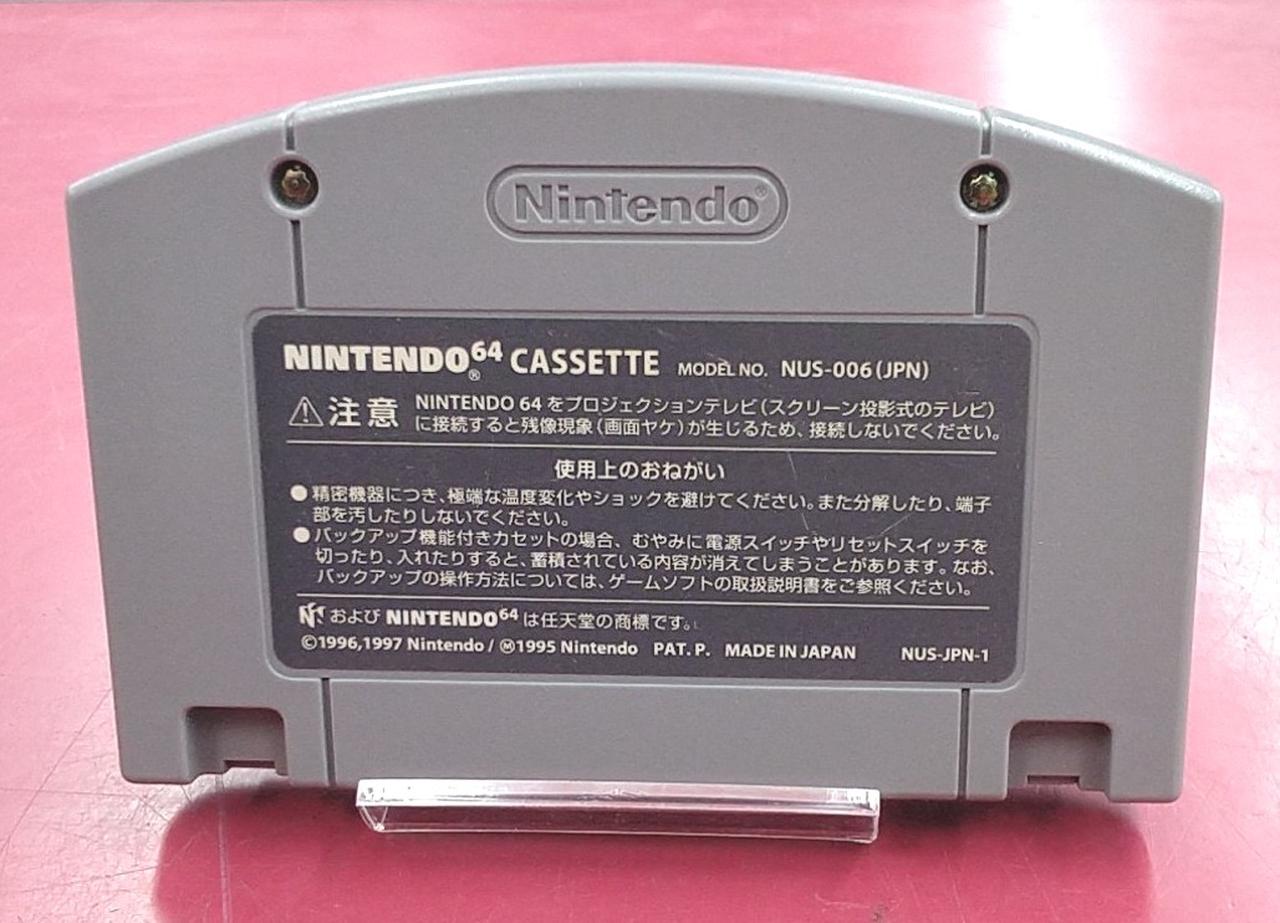 Nintendo®
NINTENDO64® CASSETTE MODEL NO. NUS-006(JPN)
⚠注意 NINTENDO 64 をプロジェクションテレビ(スクリーン投影式のテレビ)
に接続すると残像現象(画面ヤケ)が生じるため、接続しないでください。
使用上のおねがい
●精密機器につき、極端な温度変化やショックを避けてください。また分解したり、端子
部を汚したりしないでください。
●バックアップ機能付きカセットの場合、むやみに電源スイッチやリセットスイッチを
切ったり、入れたりすると、蓄積されている内容が消えてしまうことがあります。なお、
バックアップの操作方法については、ゲームソフトの取扱説明書をご参照ください。
および NINTENDO64 は任天堂の商標です。
©1996,1997 Nintendo / Ⓜ1995 Nintendo PAT. P. MADE IN JAPAN NUS-JPN-1